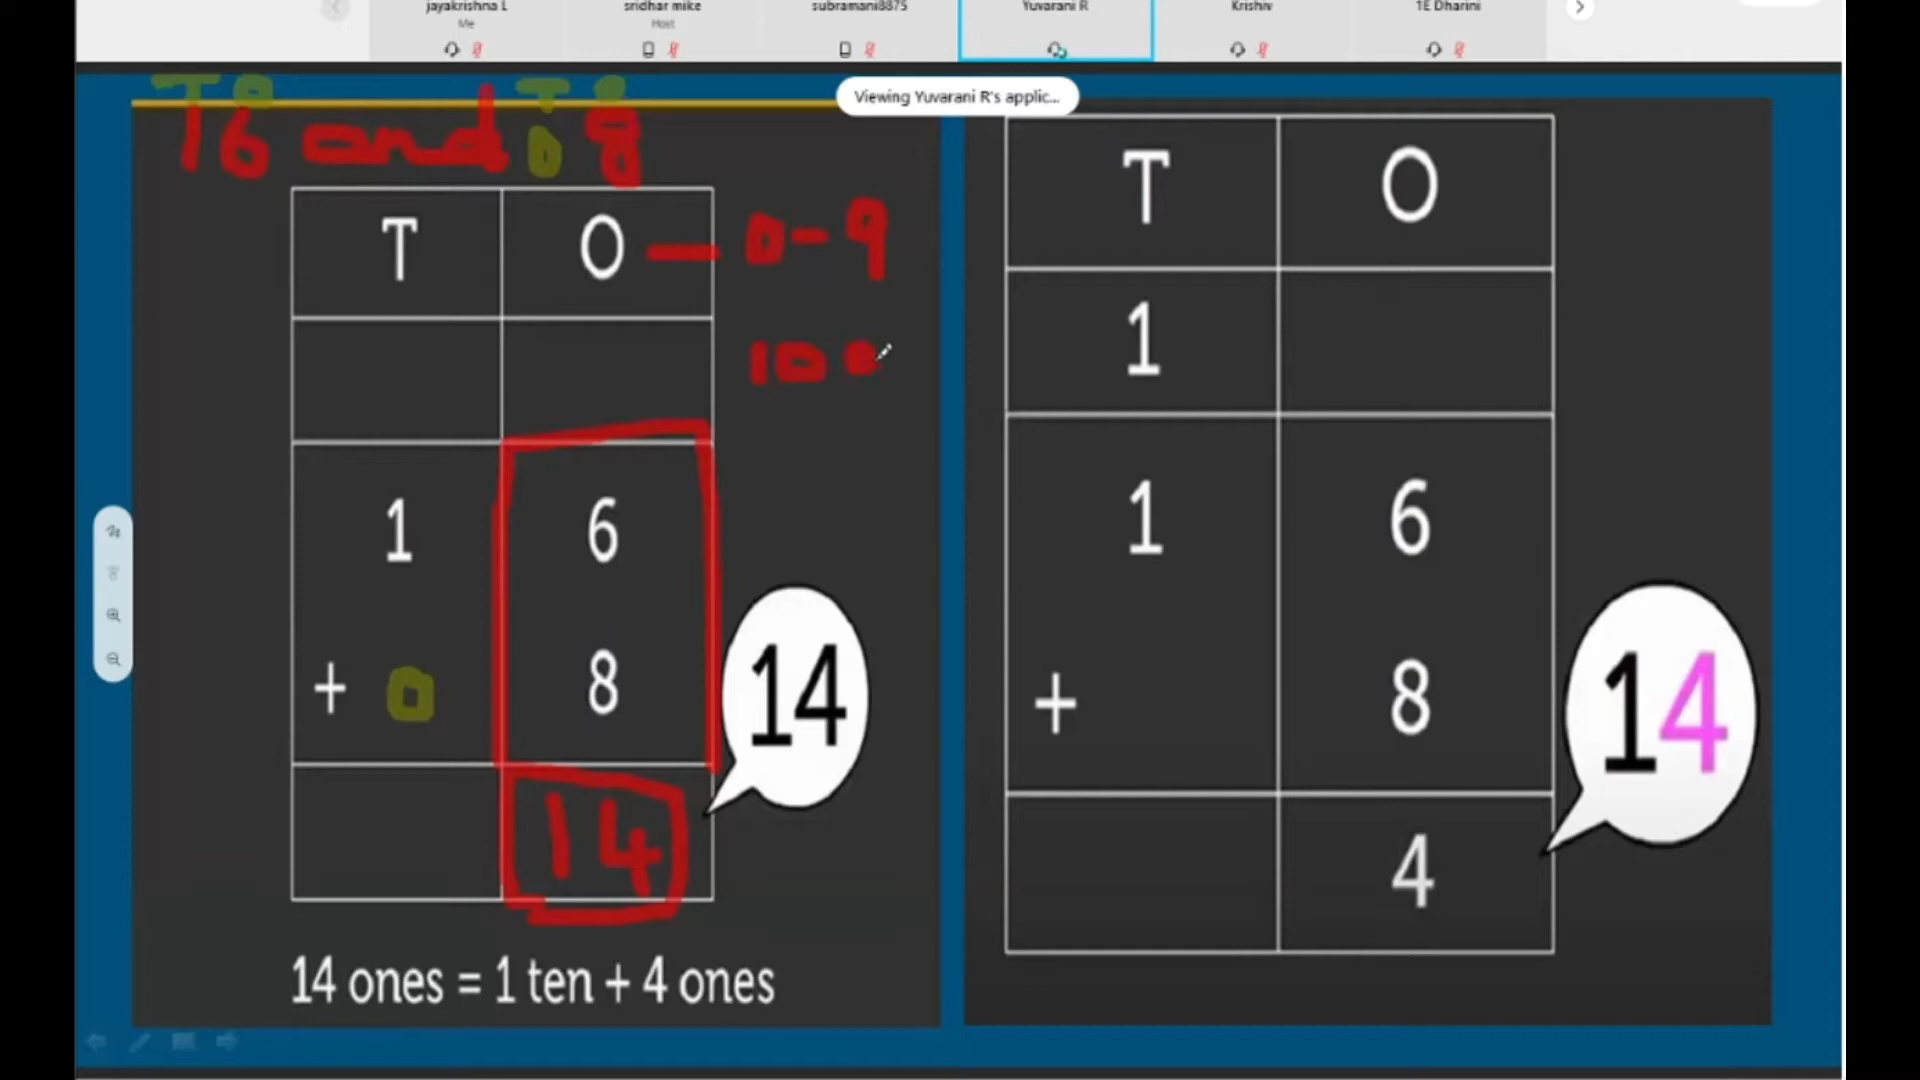 jayakrishna L
Me
sridhar mike
Host
subramani8875
Yuvarani R
Krishiv
1E Dharini
Viewing Yuvarani R's applic...
T O T O
16 and 08
T O
0-9
10
1 6
+ 0 8
14
14
14 ones = 1 ten + 4 ones
T O
1
1 6
+ 8
4
14